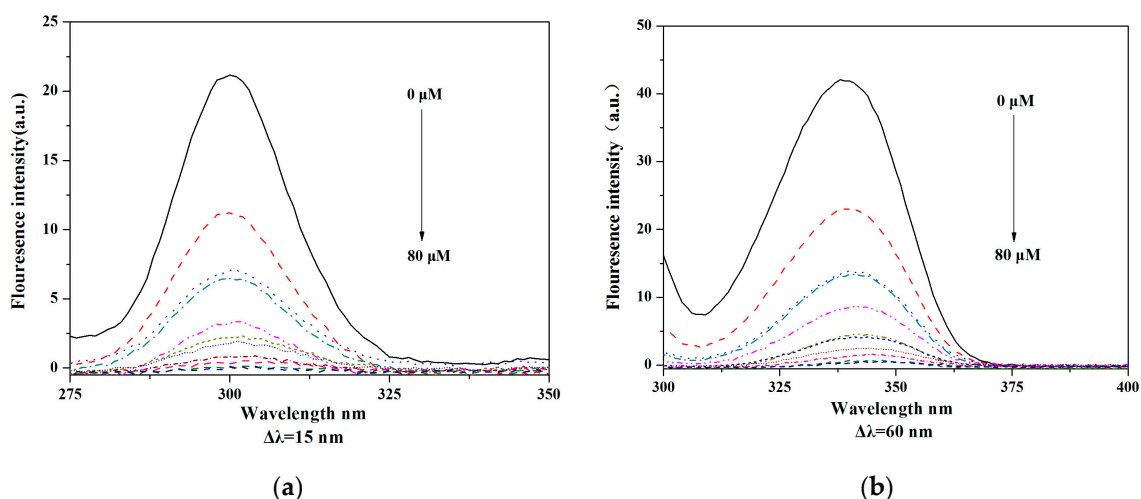 25
20
15
10
5
0
Flouresence intensity(a.u.)
0 μM
80 μM
275
300
325
350
Wavelength nm
Δλ=15 nm
(a)
50
40
30
20
10
0
Flouresence intensity（a.u.）
0 μM
80 μM
300
325
350
375
400
Wavelength nm
Δλ=60 nm
(b)